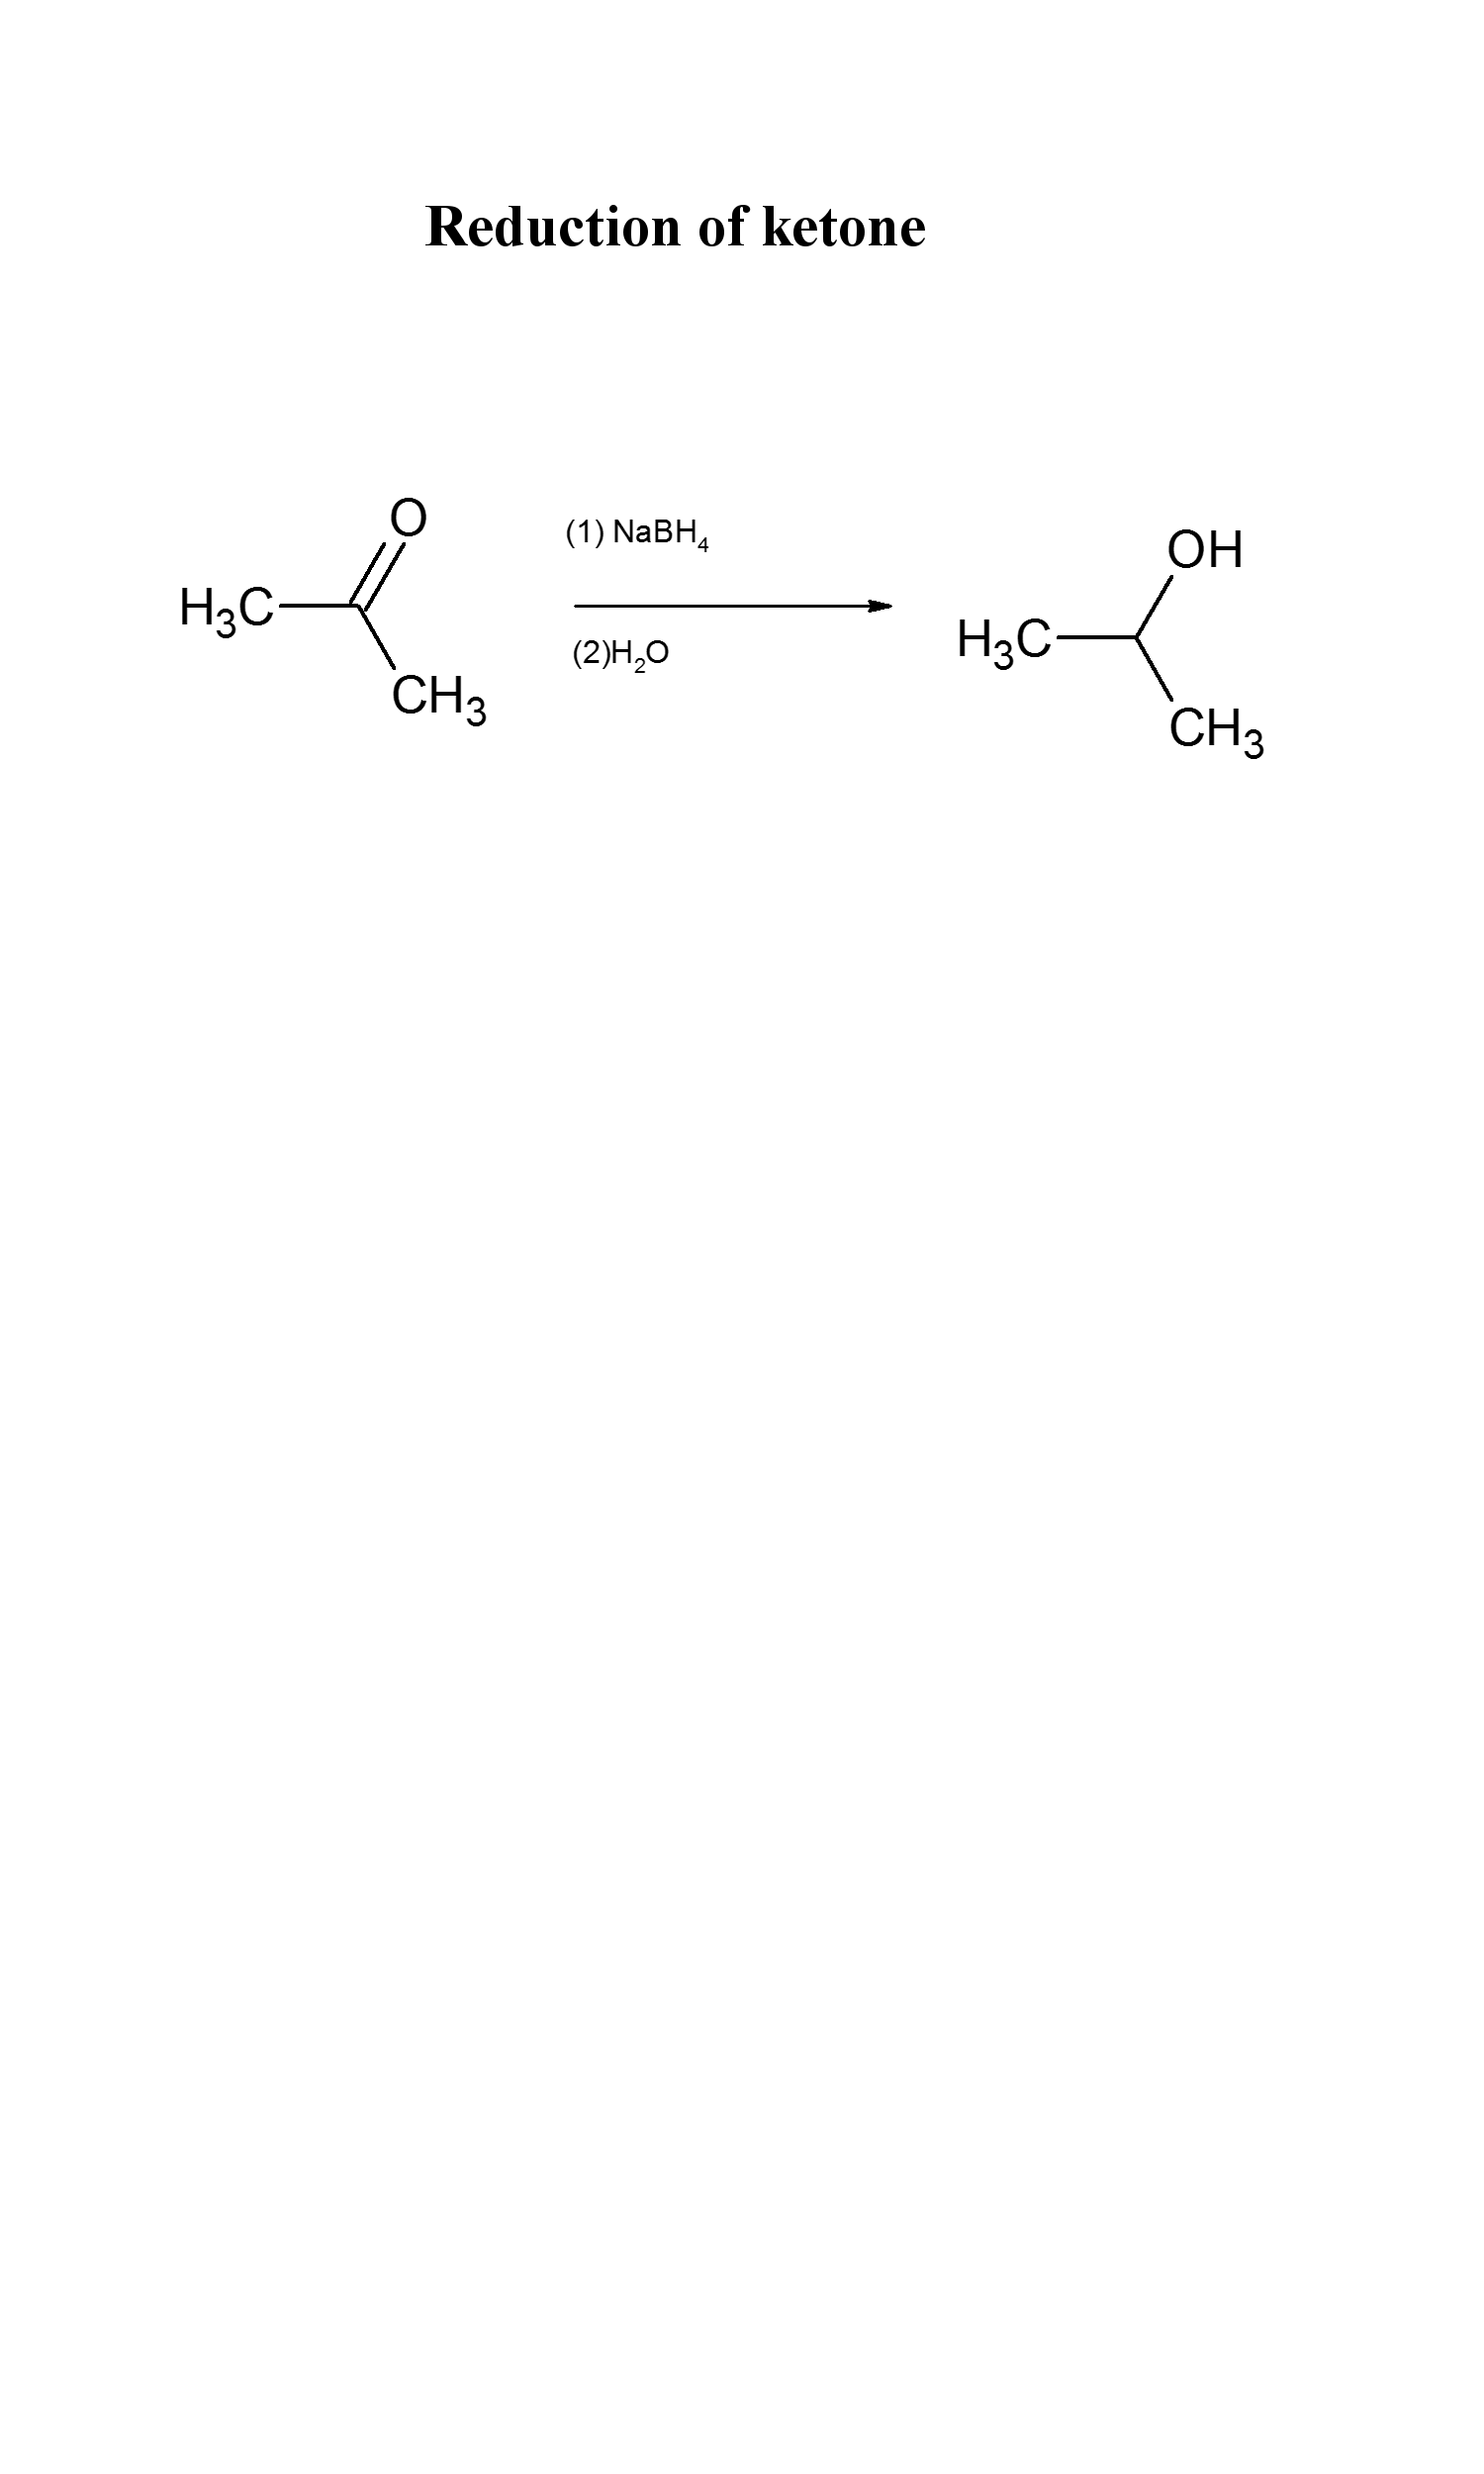 Reduction of ketone
O
(1) NaBH4
OH
H3C
(2)H2O
H3C
CH3
CH3